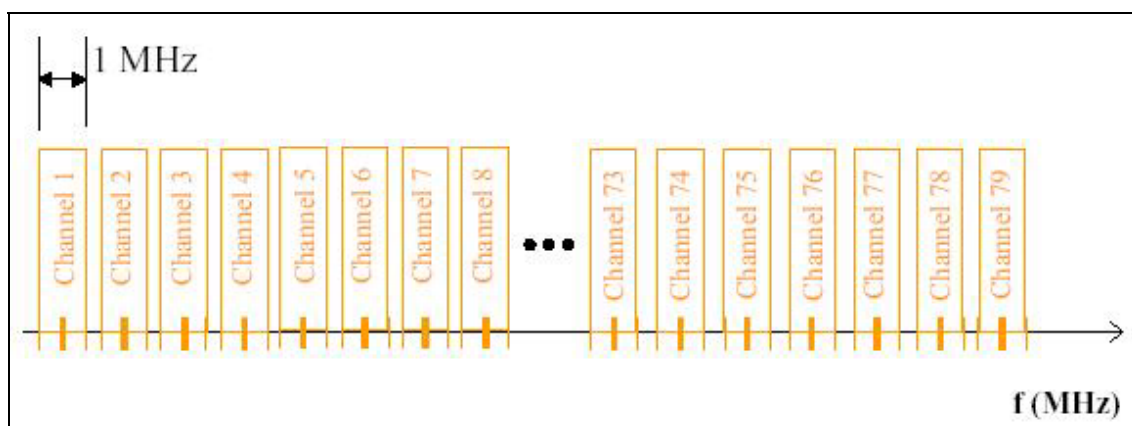 1 MHz
Channel 1
Channel 2
Channel 3
Channel 4
Channel 5
Channel 6
Channel 7
Channel 8
Channel 73
Channel 74
Channel 75
Channel 76
Channel 77
Channel 78
Channel 79
f (MHz)